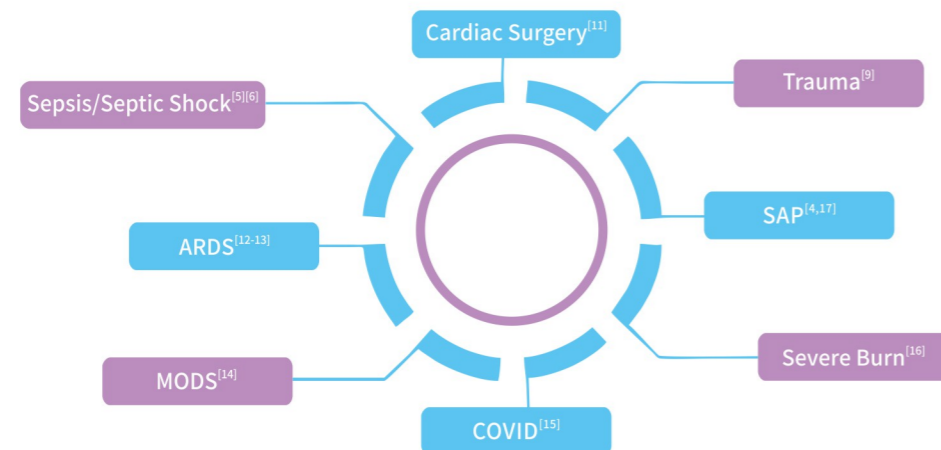 Cardiac Surgery[11]
Trauma[9]
Sepsis/Septic Shock[5][6]
SAP[4,17]
ARDS[12-13]
Severe Burn[16]
MODS[14]
COVID[15]